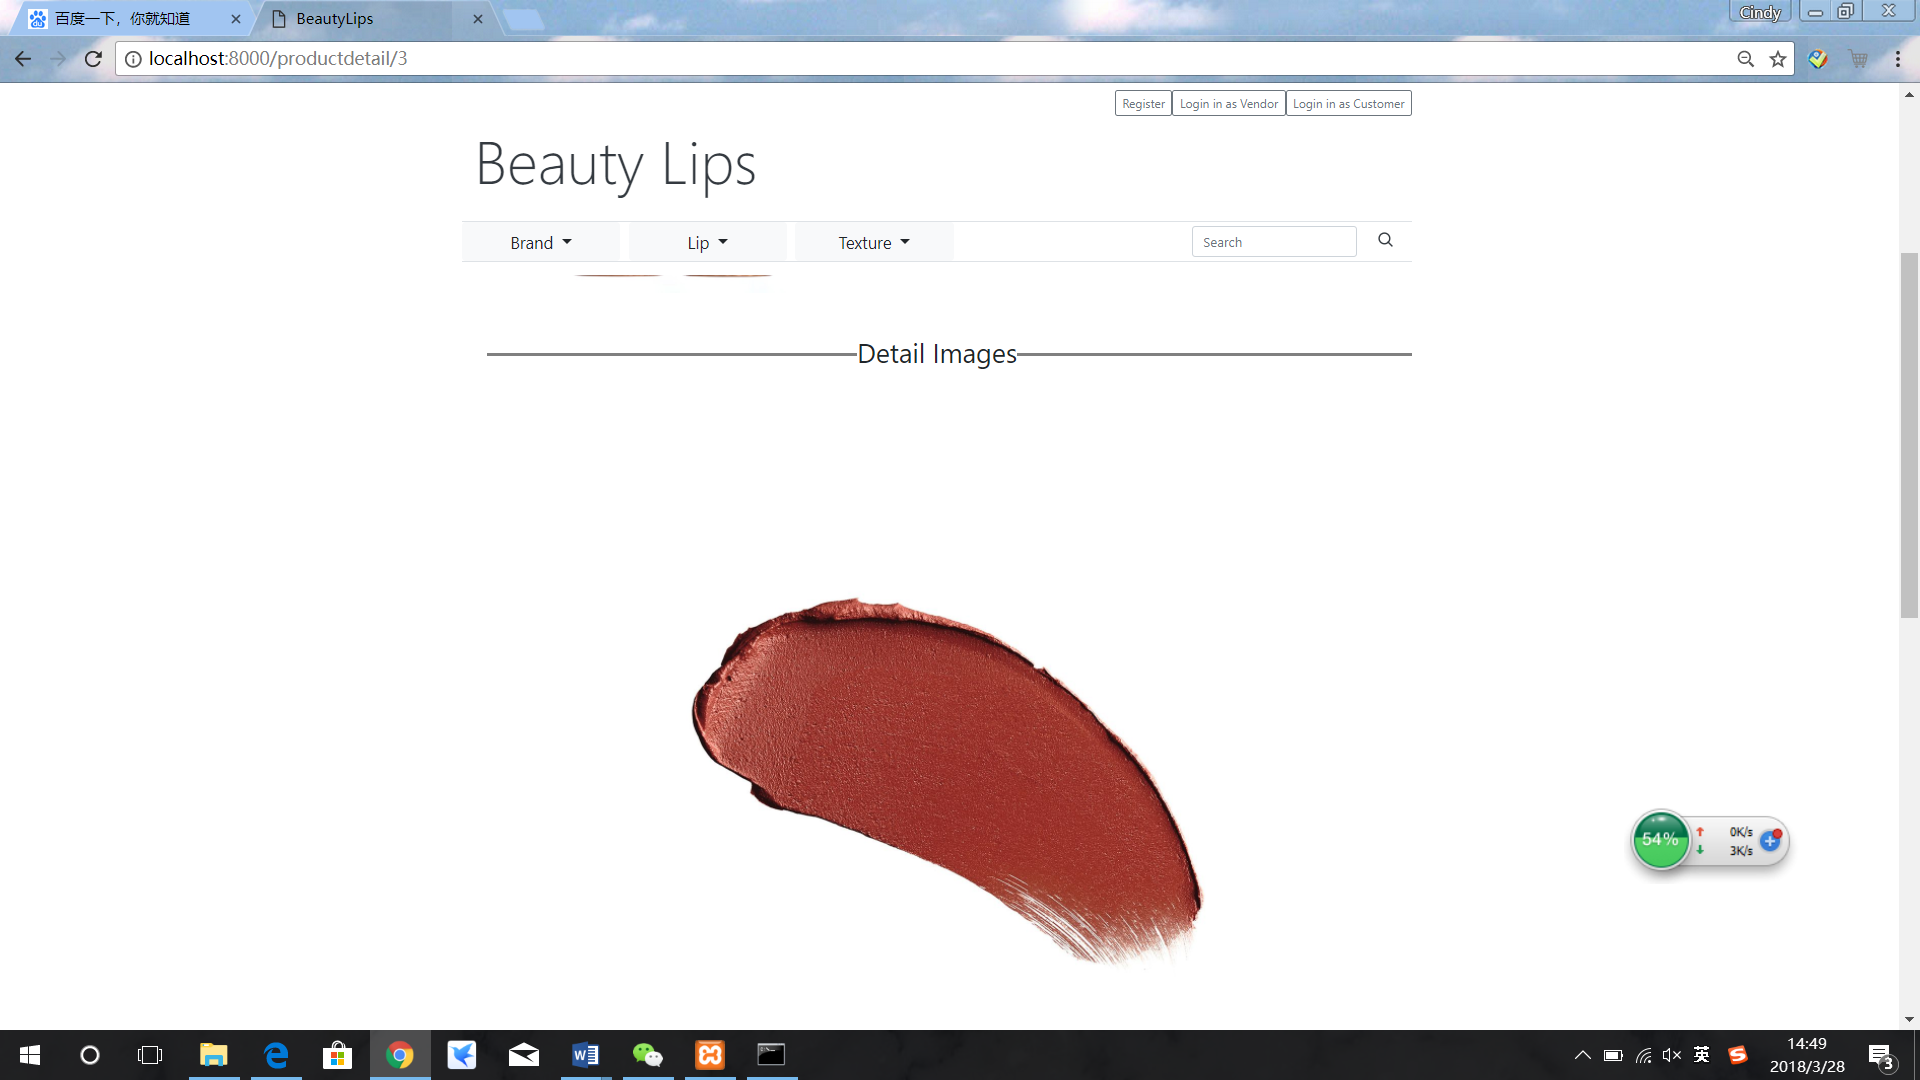 百度一下，你就知道
BeautyLips
Cindy
localhost:8000/productdetail/3
Register
Login in as Vendor
Login in as Customer
Beauty Lips
Brand
Lip
Texture
Search
Detail Images
54%
0K/s
3K/s
英
14:49
2018/3/28
3